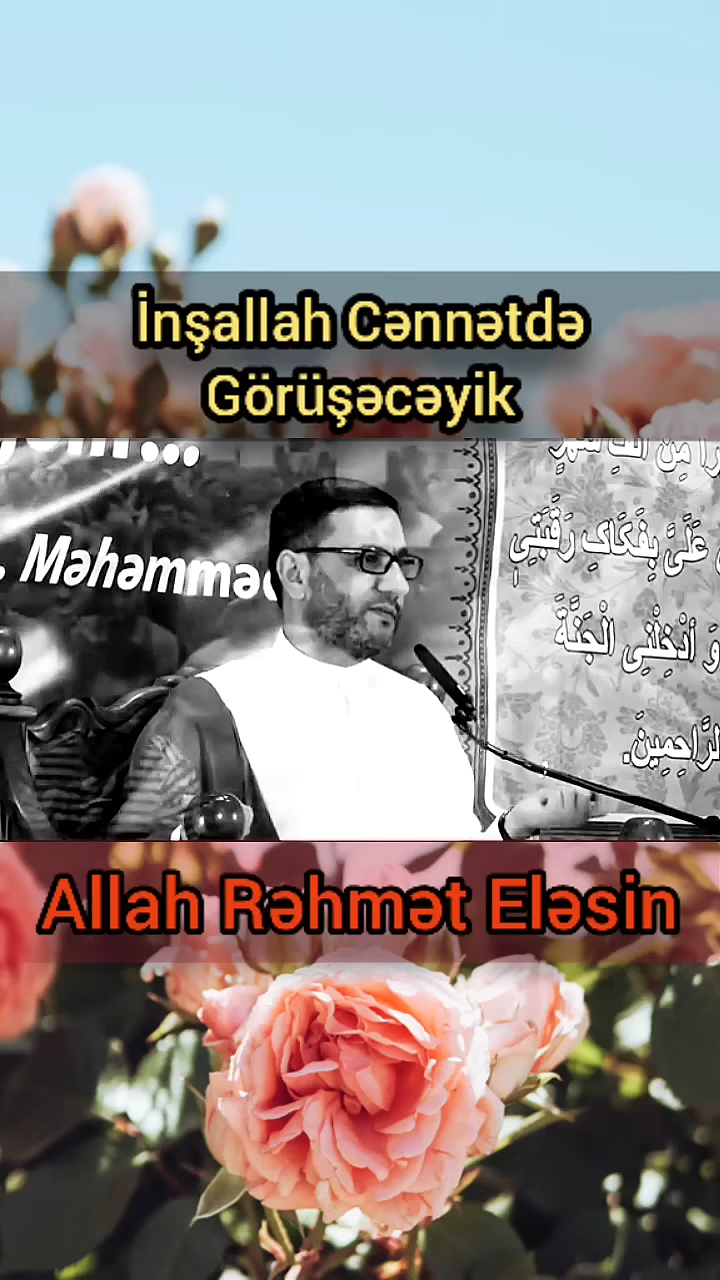 İnşallah Cənnətdə
Görüşəcəyik
Məhəmməd
عَلَىَّ بِفَكَاكِ رَقَبَتِي
وَ أَدْخِلْنِي الْجَنَّةَ
الرَّاحِمِينَ.
Allah Rəhmət Eləsin